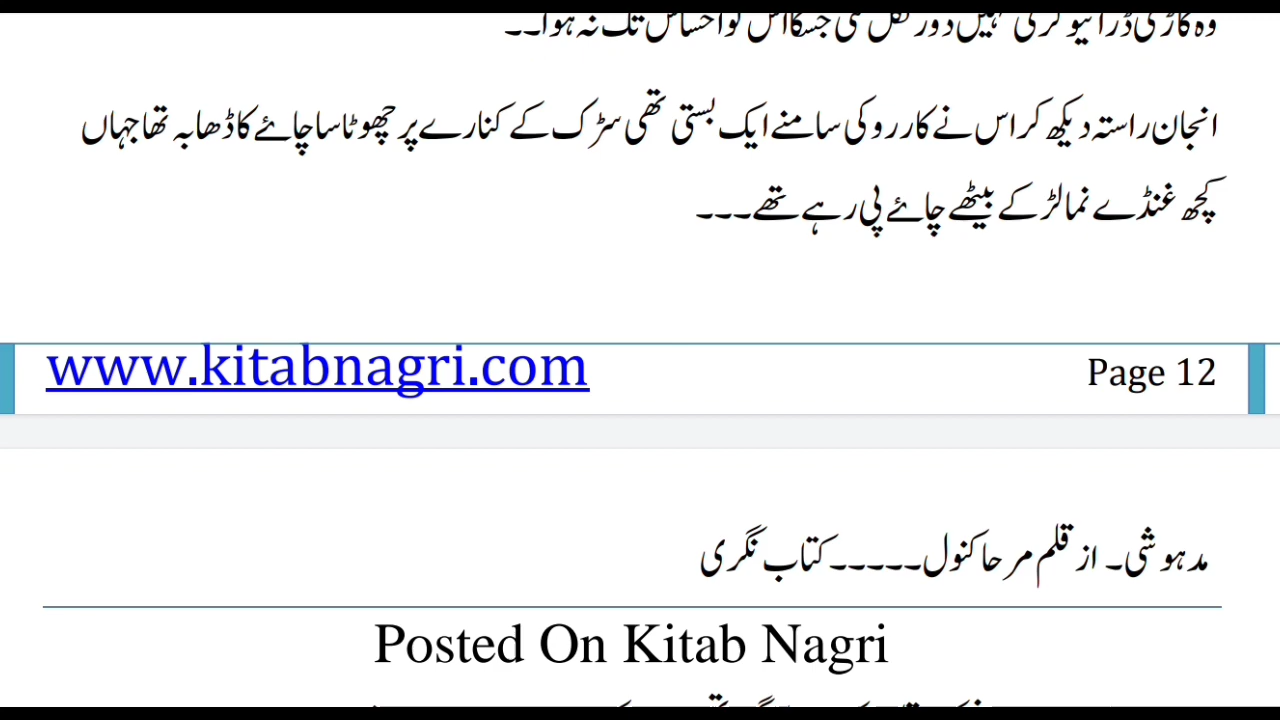 وہ گاڑی ڈرائیو کرتی کہیں دور نکل گئی جسکا اس کو احساس تک نہ ہوا۔۔
انجان راستہ دیکھ کر اس نے کار روکی سامنے ایک بستی تھی سڑک کے کنارے پر چھوٹا سا چائے کا ڈھابہ تھا جہاں
کچھ غنڈے نما لڑکے بیٹھے چائے پی رہے تھے۔۔۔
www.kitabnagri.com
Page 12
مدہوشی۔ از قلم مرحا کنول۔۔۔۔۔کتاب نگری
Posted On Kitab Nagri